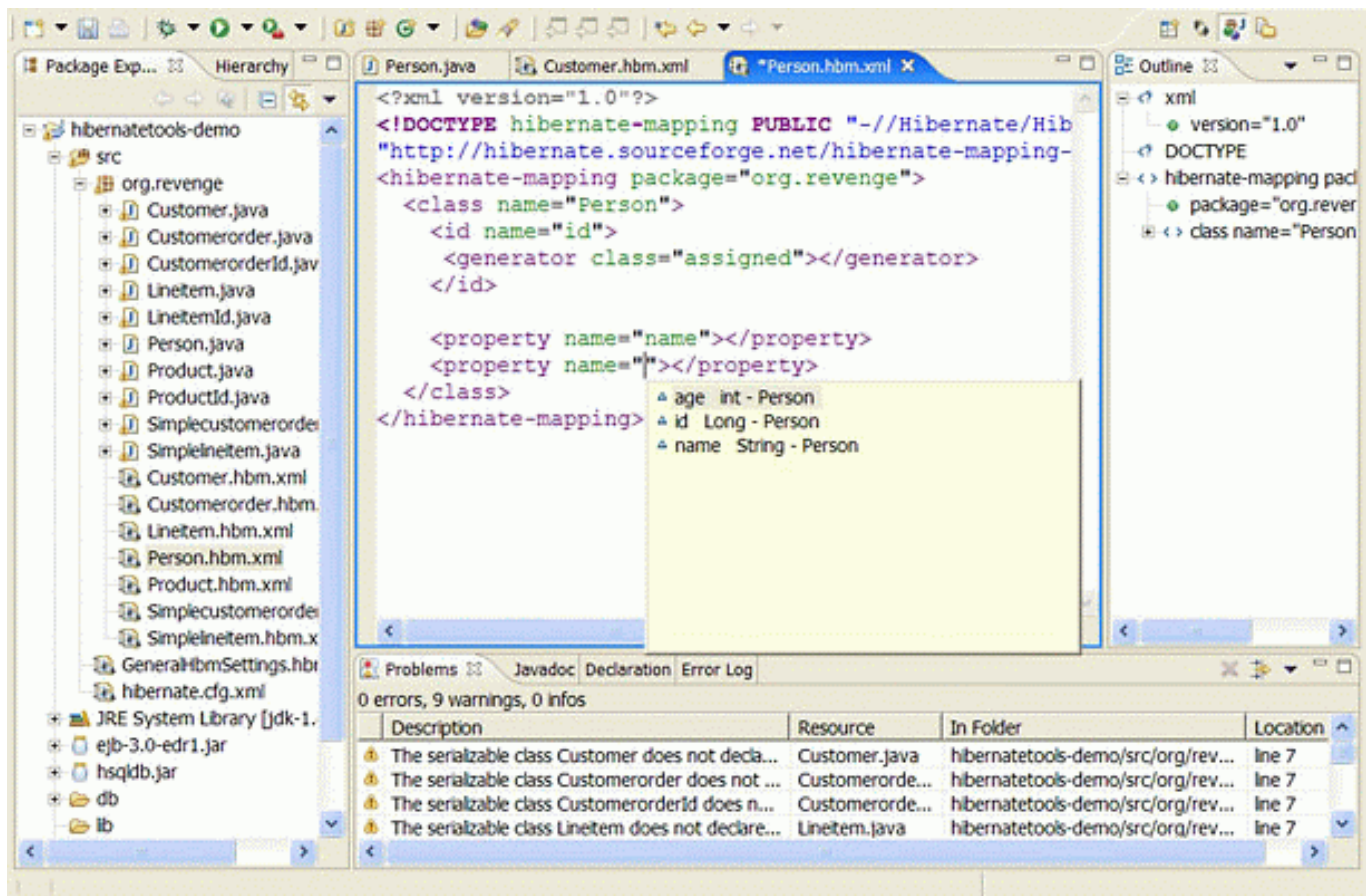 Package Exp...
Hierarchy
hibernatetools-demo
src
org.revenge
Customer.java
Customerorder.java
CustomerorderId.jav
Lineitem.java
LineitemId.java
Person.java
Product.java
ProductId.java
Simplecustomerorder
Simplelineitem.java
Customer.hbm.xml
Customerorder.hbm.
Lineitem.hbm.xml
Person.hbm.xml
Product.hbm.xml
Simplecustomerorder
Simplelineitem.hbm.x
GeneralHbmSettings.hbr
hibernate.cfg.xml
JRE System Library [jdk-1.
ejb-3.0-edr1.jar
hsqldb.jar
db
lib
Person.java
Customer.hbm.xml
*Person.hbm.xml
<?xml version="1.0"?>
<!DOCTYPE hibernate-mapping PUBLIC "-//Hibernate/Hib
"http://hibernate.sourceforge.net/hibernate-mapping-
<hibernate-mapping package="org.revenge">
<class name="Person">
<id name="id">
<generator class="assigned"></generator>
</id>
<property name="name"></property>
<property name=""></property>
</class>
</hibernate-mapping>
age int - Person
id Long - Person
name String - Person
Outline
xml
version="1.0"
DOCTYPE
hibernate-mapping pacl
package="org.rever
class name="Person
Problems
Javadoc
Declaration
Error Log
0 errors, 9 warnings, 0 infos
Description Resource In Folder Location
The serializable class Customer does not decla... Customer.java hibernatetools-demo/src/org/rev... line 7
The serializable class Customerorder does not ... Customerorde... hibernatetools-demo/src/org/rev... line 7
The serializable class CustomerorderId does n... Customerorde... hibernatetools-demo/src/org/rev... line 7
The serializable class Lineitem does not declare... Lineitem.java hibernatetools-demo/src/org/rev... line 7